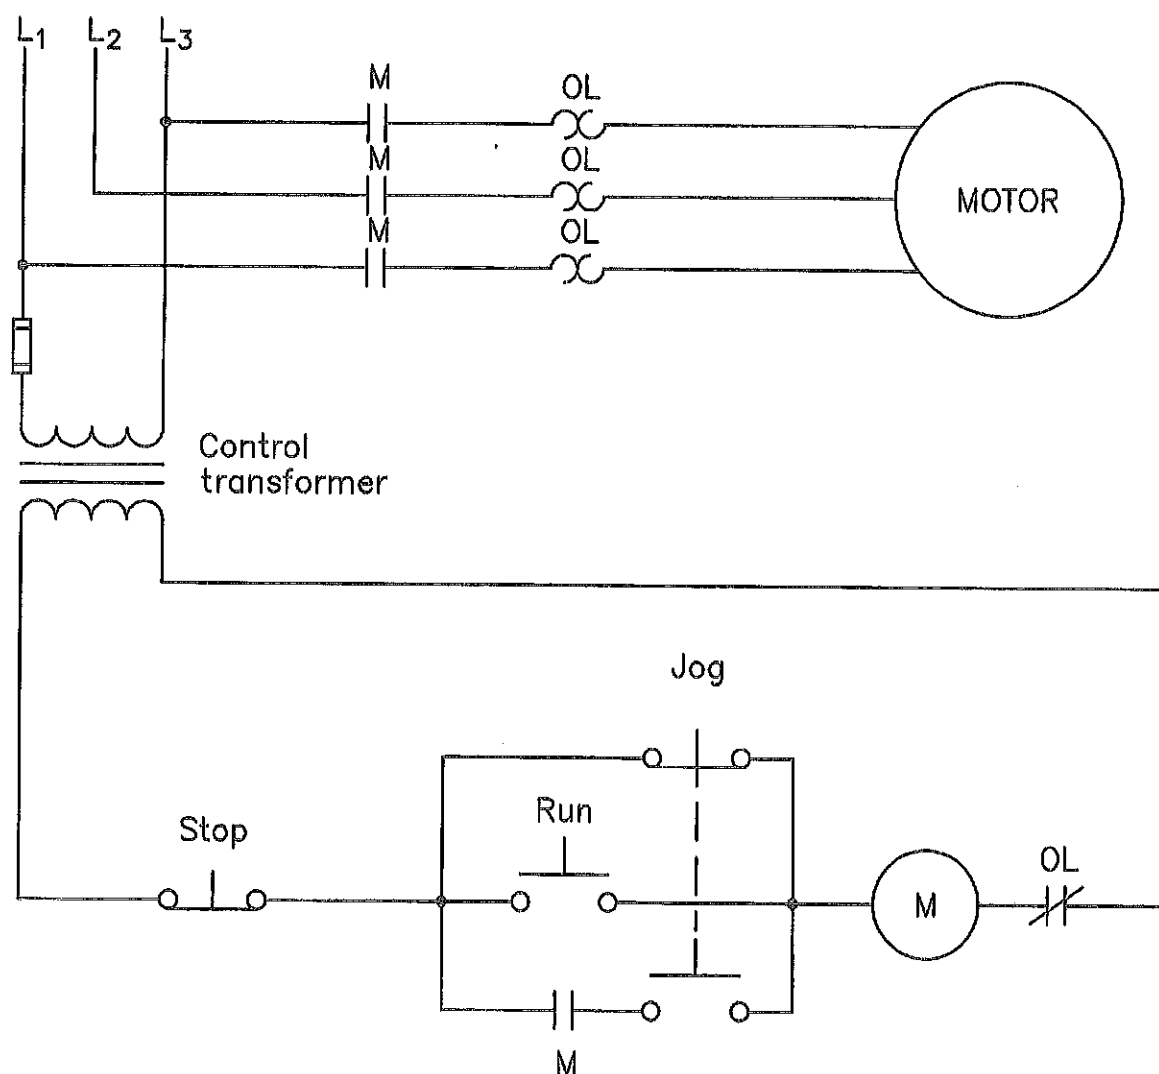 L1 L2 L3
M OL
M OL
MOTOR
M OL
Control
transformer
Jog
Run
Stop
OL
M
M